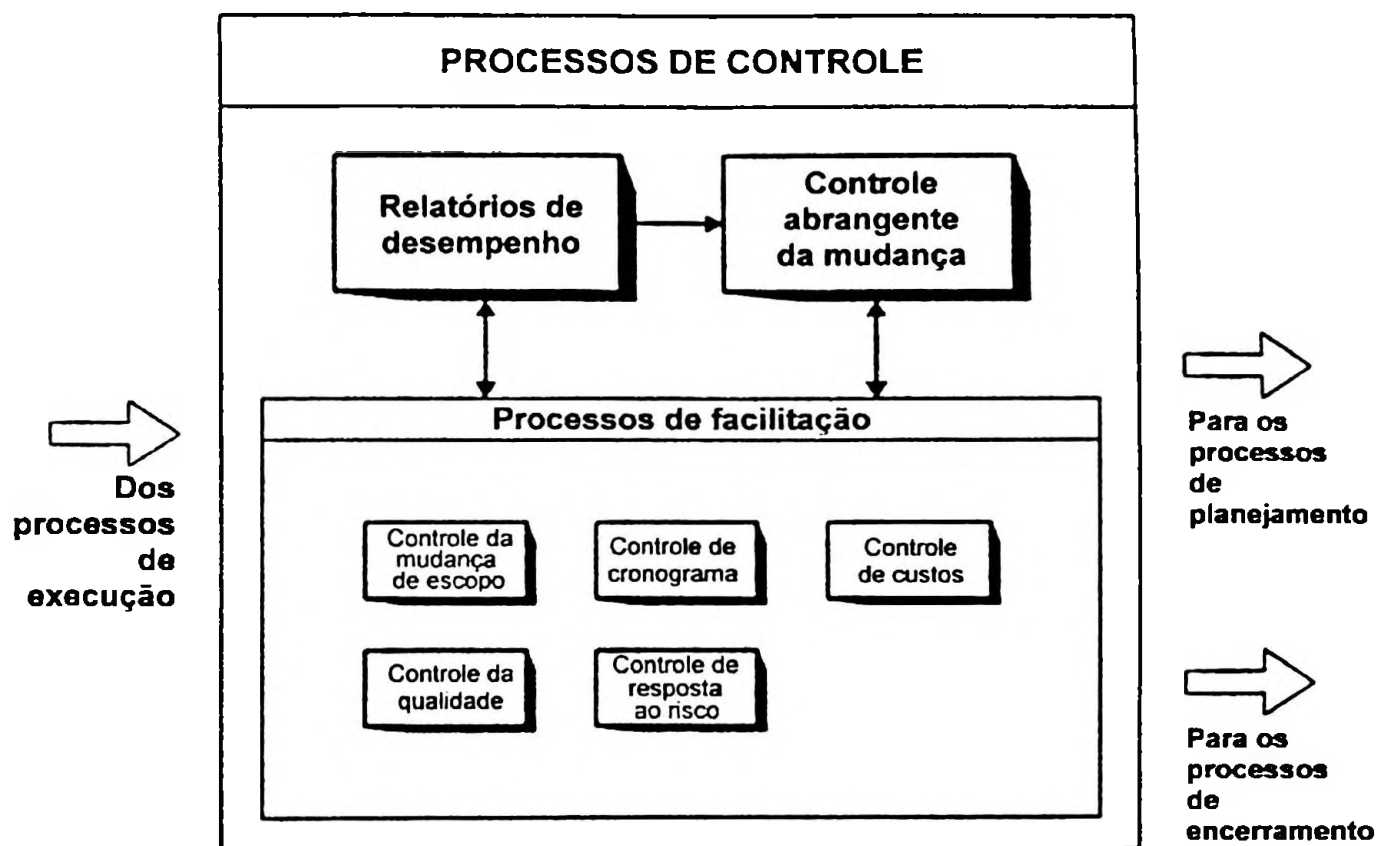 PROCESSOS DE CONTROLE
Relatórios de
desempenho
Controle
abrangente
da mudança
Processos de facilitação
Dos
processos
de
execução
Controle da
mudança
de escopo
Controle de
cronograma
Controle
de custos
Controle da
qualidade
Controle de
resposta
ao risco
Para os
processos
de
planejamento
Para os
processos
de
encerramento